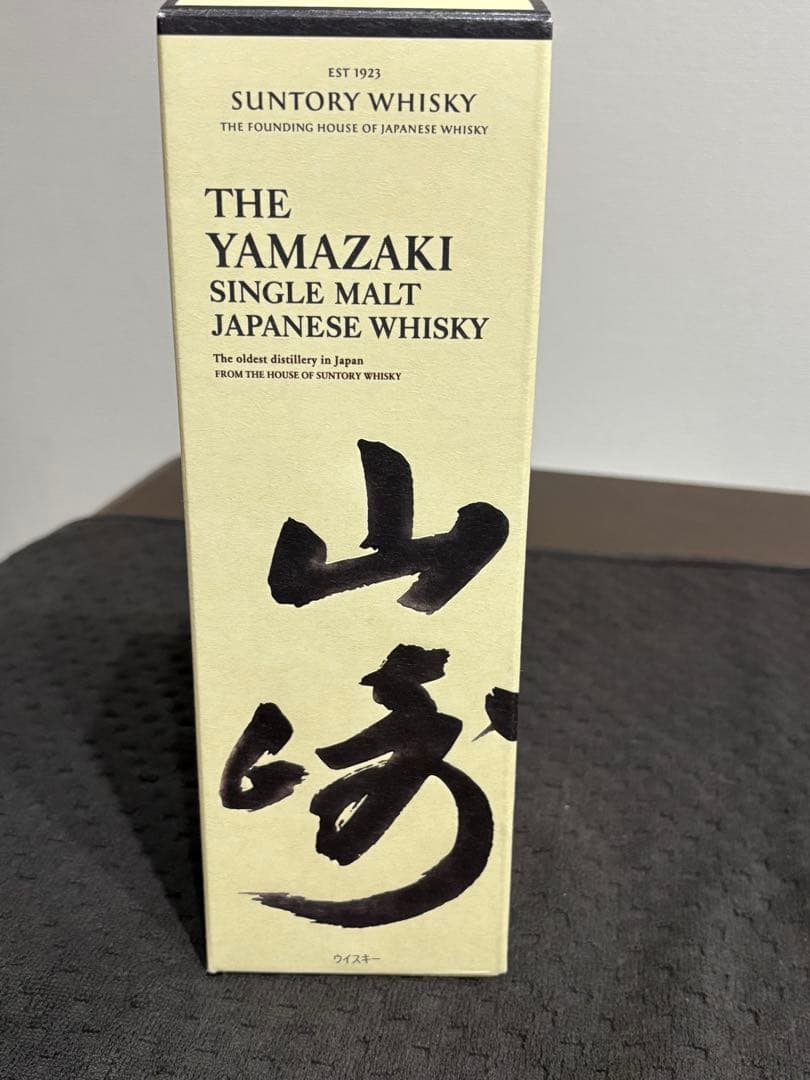 EST 1923
SUNTORY WHISKY
THE FOUNDING HOUSE OF JAPANESE WHISKY
THE
YAMAZAKI
SINGLE MALT
JAPANESE WHISKY
The oldest distillery in Japan
FROM THE HOUSE OF SUNTORY WHISKY
山
崎
ウイスキー